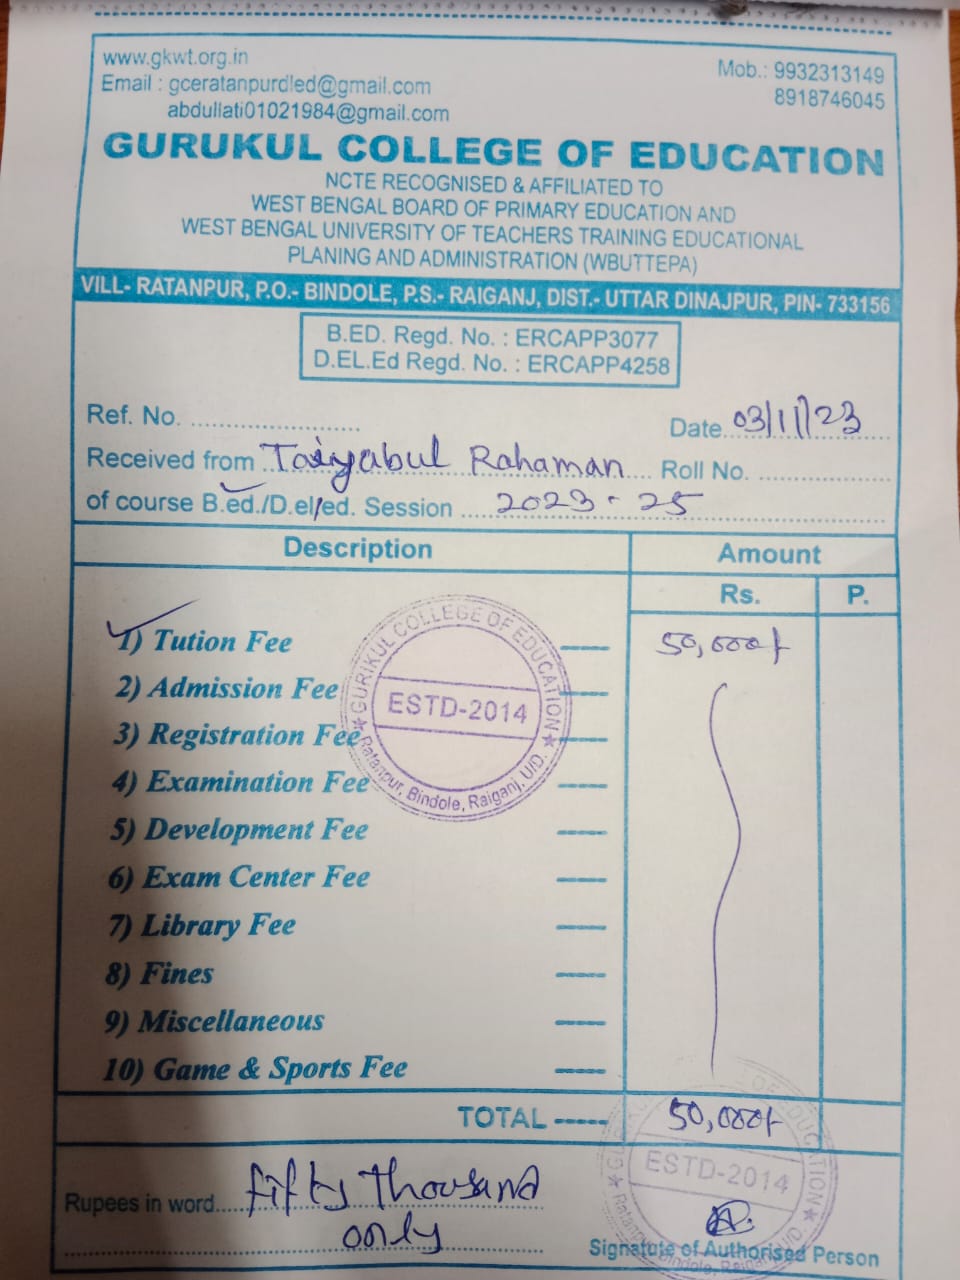 www.gkwt.org.in
Mob.: 9932313149
Email : gceratanpurdled@gmail.com
8918746045
abdullati01021984@gmail.com
GURUKUL COLLEGE OF EDUCATION
NCTE RECOGNISED & AFFILIATED TO
WEST BENGAL BOARD OF PRIMARY EDUCATION AND
WEST BENGAL UNIVERSITY OF TEACHERS TRAINING EDUCATIONAL
PLANING AND ADMINISTRATION (WBUTTEPA)
VILL- RATANPUR, P.O.- BINDOLE, P.S.- RAIGANJ, DIST.- UTTAR DINAJPUR, PIN- 733156
B.ED. Regd. No. : ERCAPP3077
D.EL.Ed Regd. No. : ERCAPP4258
Ref. No. ........................ Date. 03/11/23
Received from Taiyabul Rahaman Roll No. ..................
of course B.ed./D.el/ed. Session 2023 - 25
Description Amount
Rs. P.
1) Tution Fee ---- 50,000/-
2) Admission Fee ----
3) Registration Fee ----
4) Examination Fee ----
5) Development Fee ----
6) Exam Center Fee ----
7) Library Fee ----
8) Fines ----
9) Miscellaneous ----
10) Game & Sports Fee ----
GURIKUL COLLEGE OF EDUCATION
ESTD-2014
Ratanpur, Bindole, Raiganj, U/D.
TOTAL ----- 50,000/-
Rupees in word. fifty Thousand
only
ESTD-2014
Signature of Authorised Person